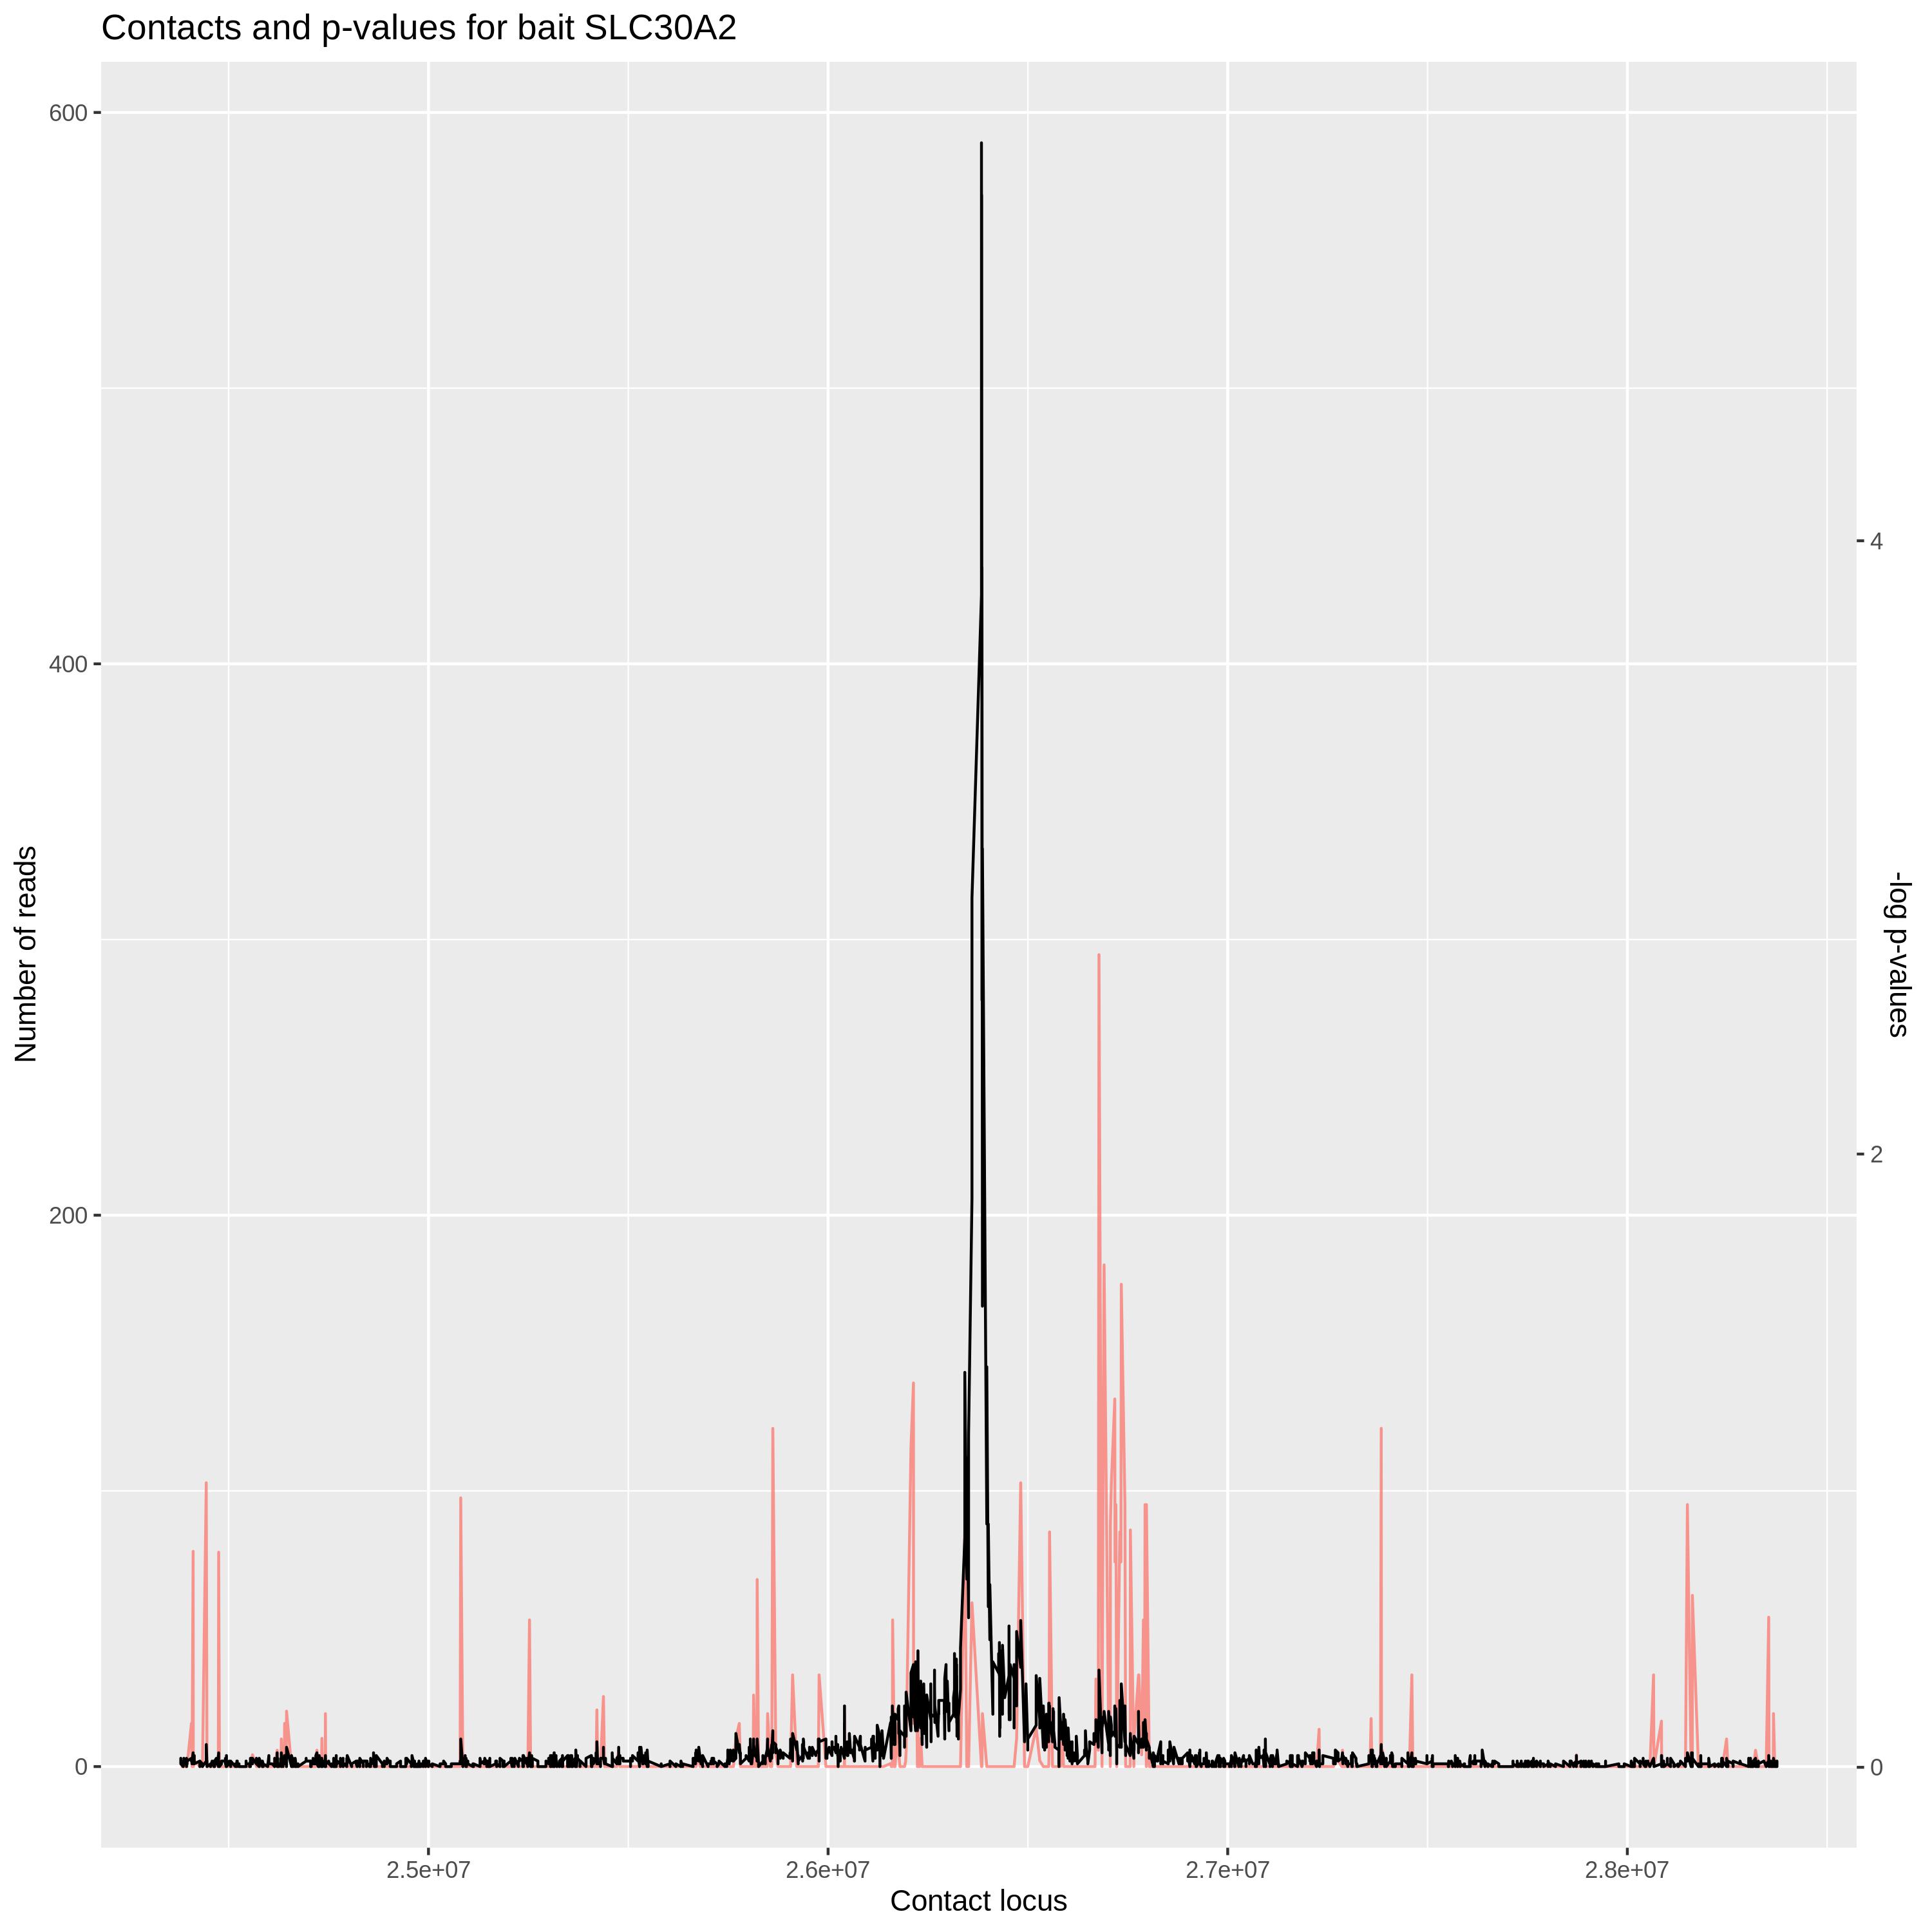 Contacts and p-values for bait SLC30A2
600
400
200
0
Number of reads
4
2
0
-log p-values
2.5e+07
2.6e+07
2.7e+07
2.8e+07
Contact locus